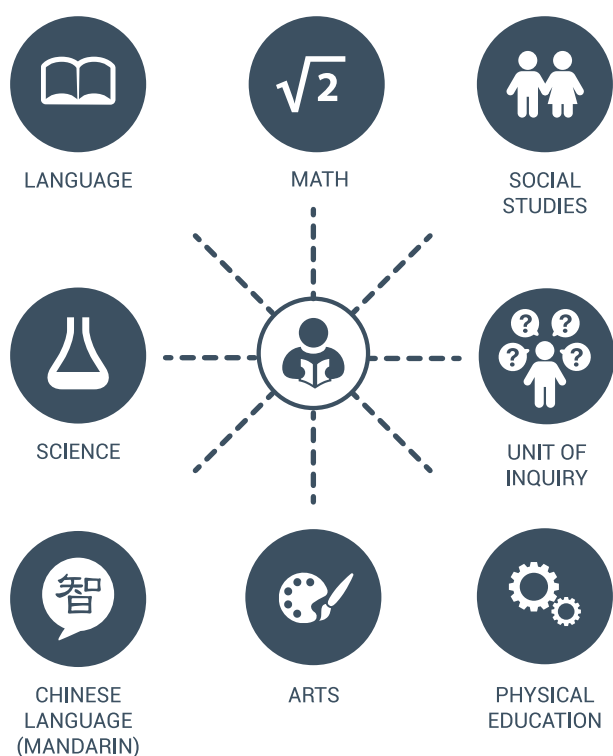 √2
LANGUAGE
MATH
SOCIAL
STUDIES
? ?
? ?
SCIENCE
UNIT OF
INQUIRY
智
CHINESE
LANGUAGE
(MANDARIN)
ARTS
PHYSICAL
EDUCATION